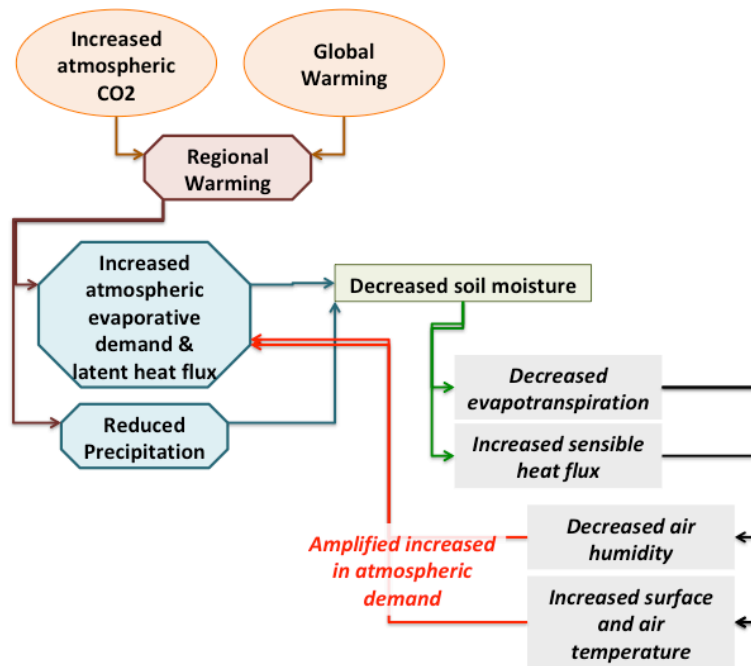 Increased
atmospheric
CO2
Global
Warming
Regional
Warming
Increased
atmospheric
evaporative
demand &
latent heat flux
Decreased soil moisture
Decreased
evapotranspiration
Reduced
Precipitation
Increased sensible
heat flux
Decreased air
humidity
Amplified increased
in atmospheric
demand
Increased surface
and air
temperature